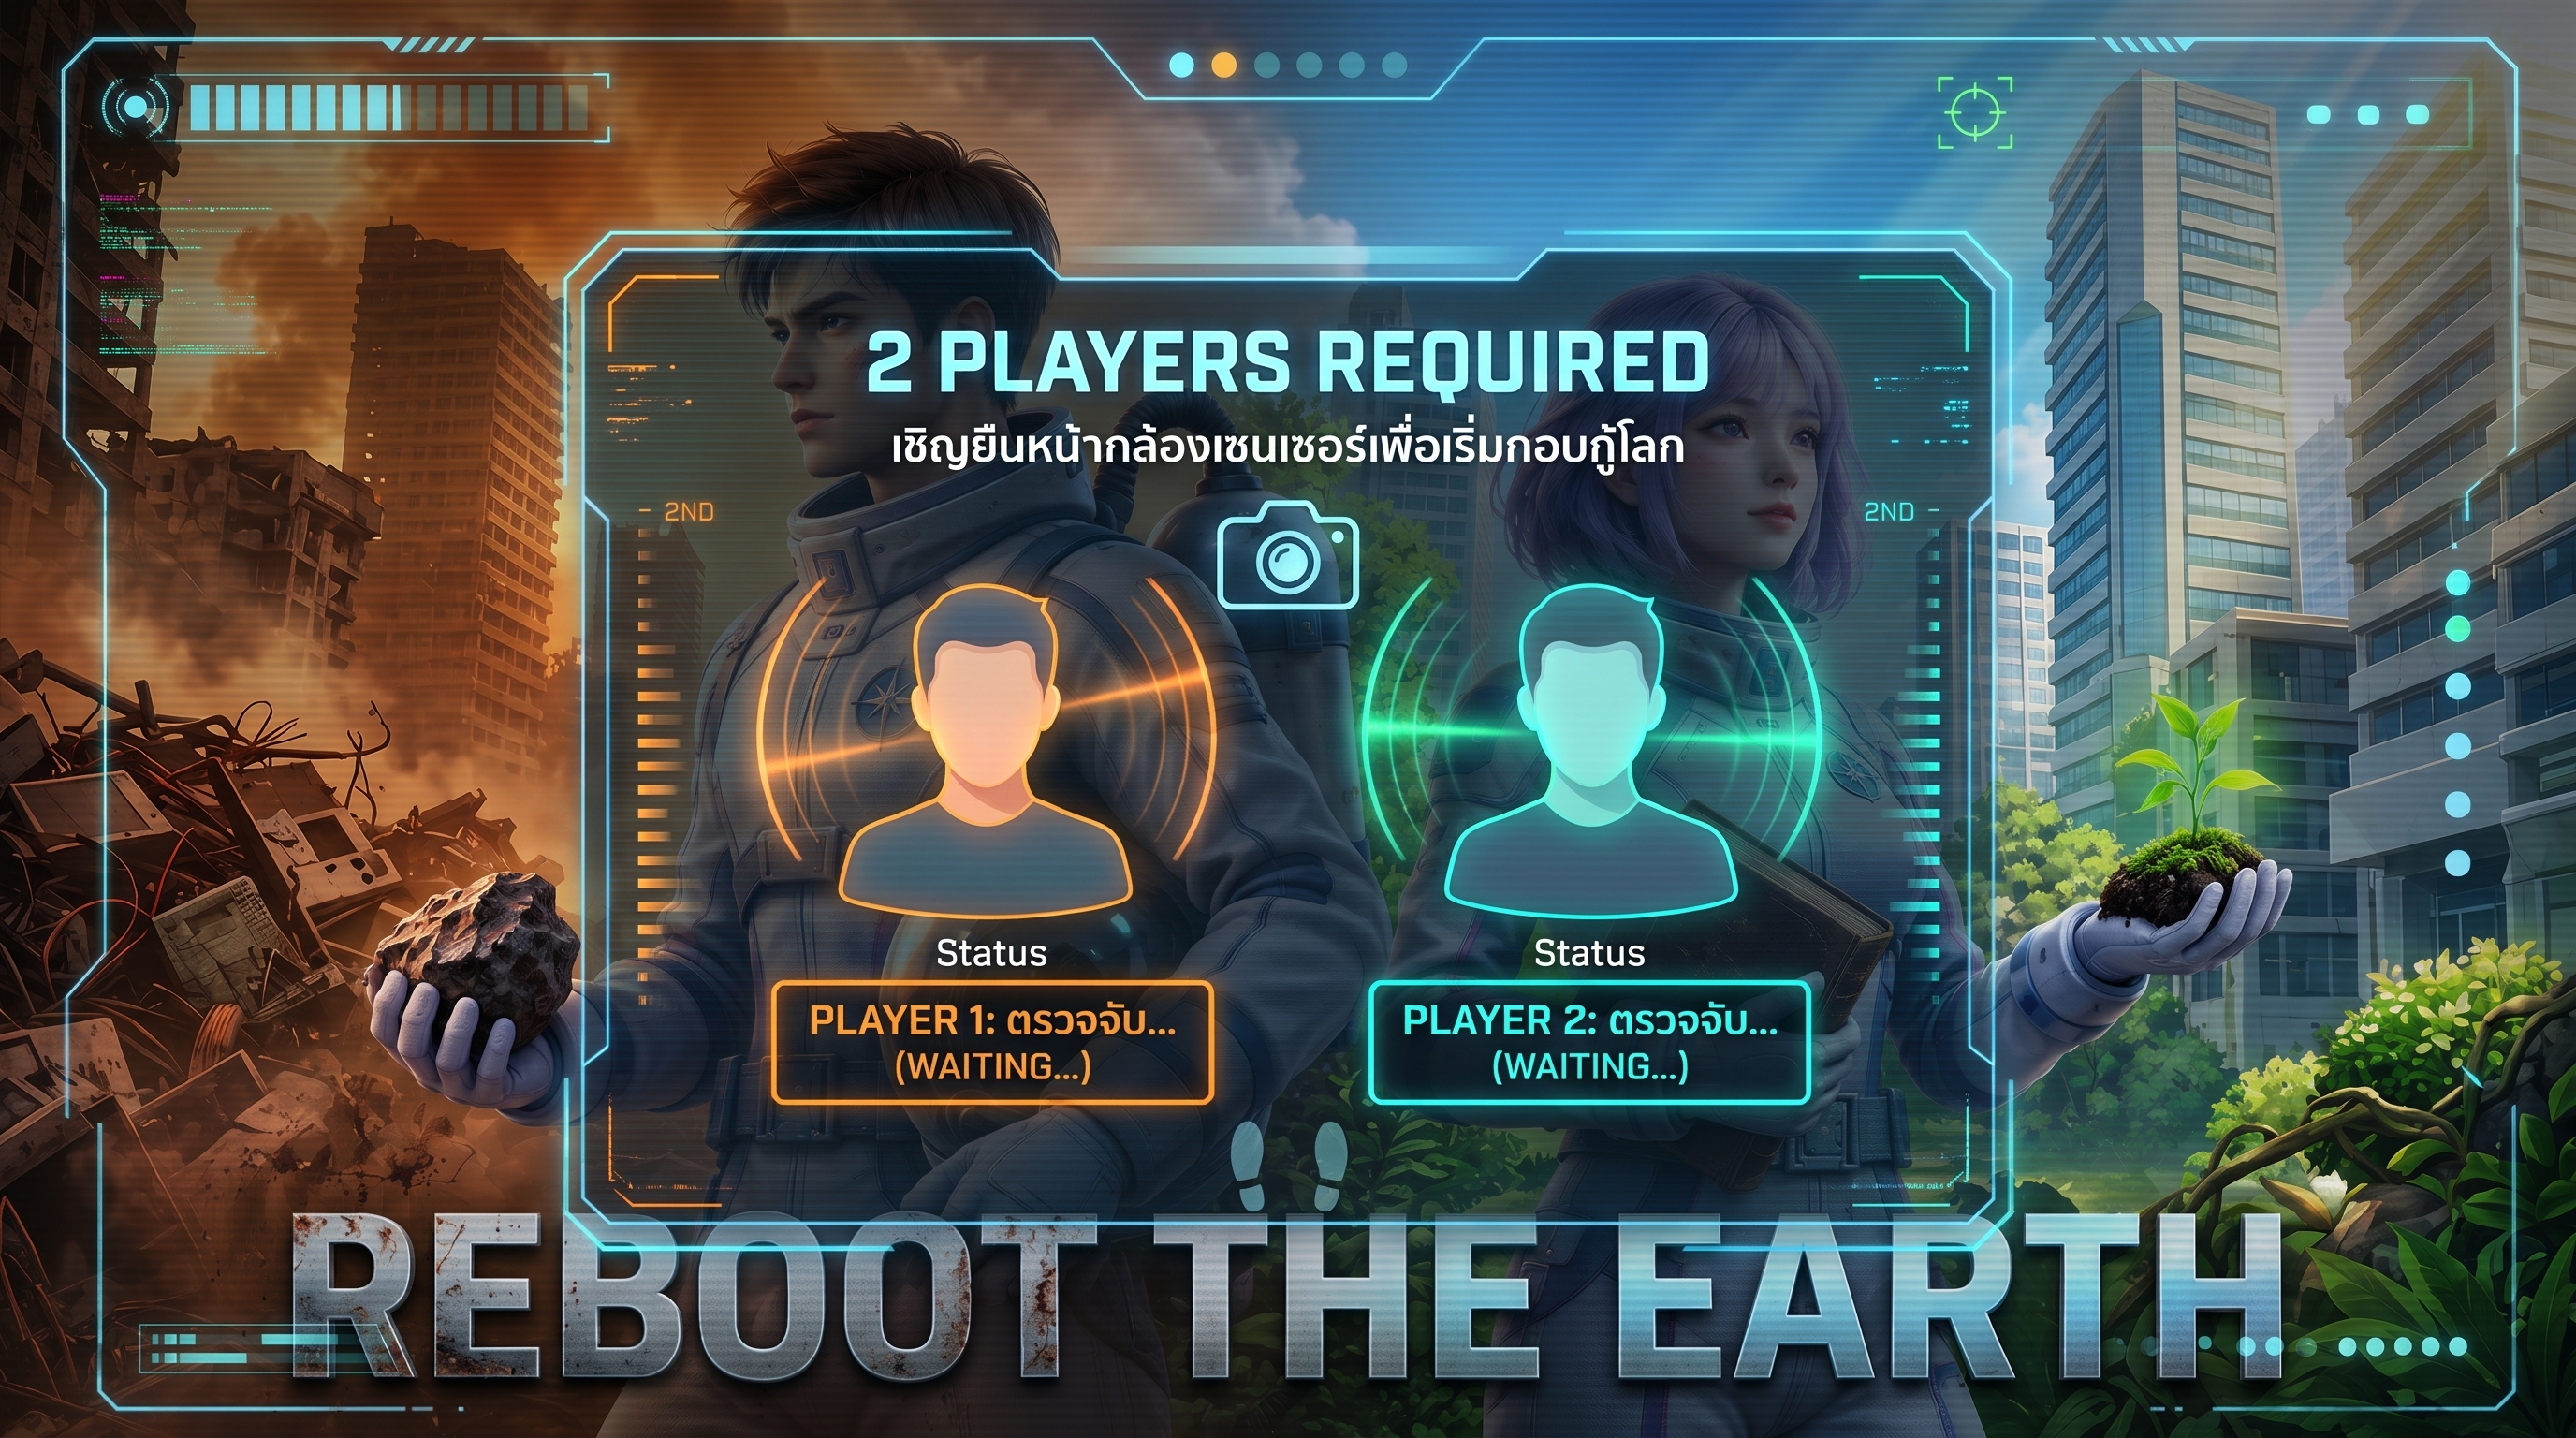 2 PLAYERS REQUIRED
เชิญยืนหน้ากล้องเซนเซอร์เพื่อเริ่มกอบกู้โลก
2ND
2ND
Status
PLAYER 1: ตรวจจับ...
(WAITING...)
Status
PLAYER 2: ตรวจจับ...
(WAITING...)
REBOOT THE EARTH